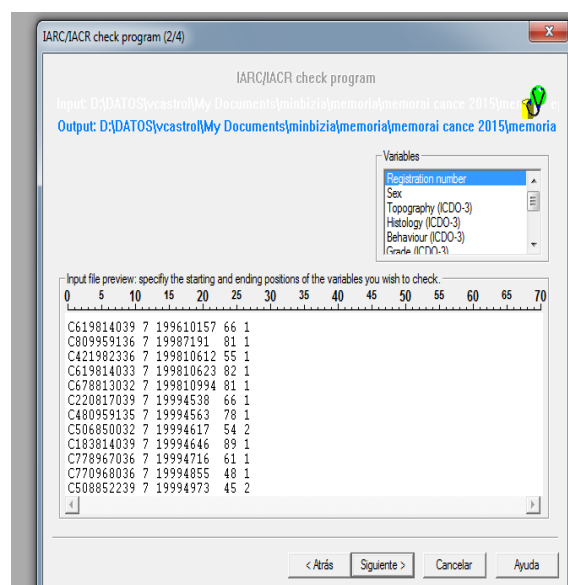 IARC/IACR check program (2/4)
IARC/IACR check program
Input: D:\DATOS\vcastrol\My Documents\minbizia\memoria\memorai cance 2015\
Output: D:\DATOS\vcastrol\My Documents\minbizia\memoria\memorai cance 2015\memoria
Variables
Registration number
Sex
Topography (ICDO-3)
Histology (ICDO-3)
Behaviour (ICDO-3)
Grade (ICDO-3)
Input file preview: specifiy the starting and ending positions of the variables you wish to check.
0 5 10 15 20 25 30 35 40 45 50 55 60 65 70
C619814039 7 199610157 66 1
C809959136 7 19987191 81 1
C421982336 7 199810612 55 1
C619814033 7 199810623 82 1
C678813032 7 199810994 81 1
C220817039 7 19994538 66 1
C480959135 7 19994563 78 1
C506850032 7 19994617 54 2
C183814039 7 19994646 89 1
C778967036 7 19994716 61 1
C770968036 7 19994855 48 1
C508852239 7 19994973 45 2
< Atrás Siguiente > Cancelar Ayuda